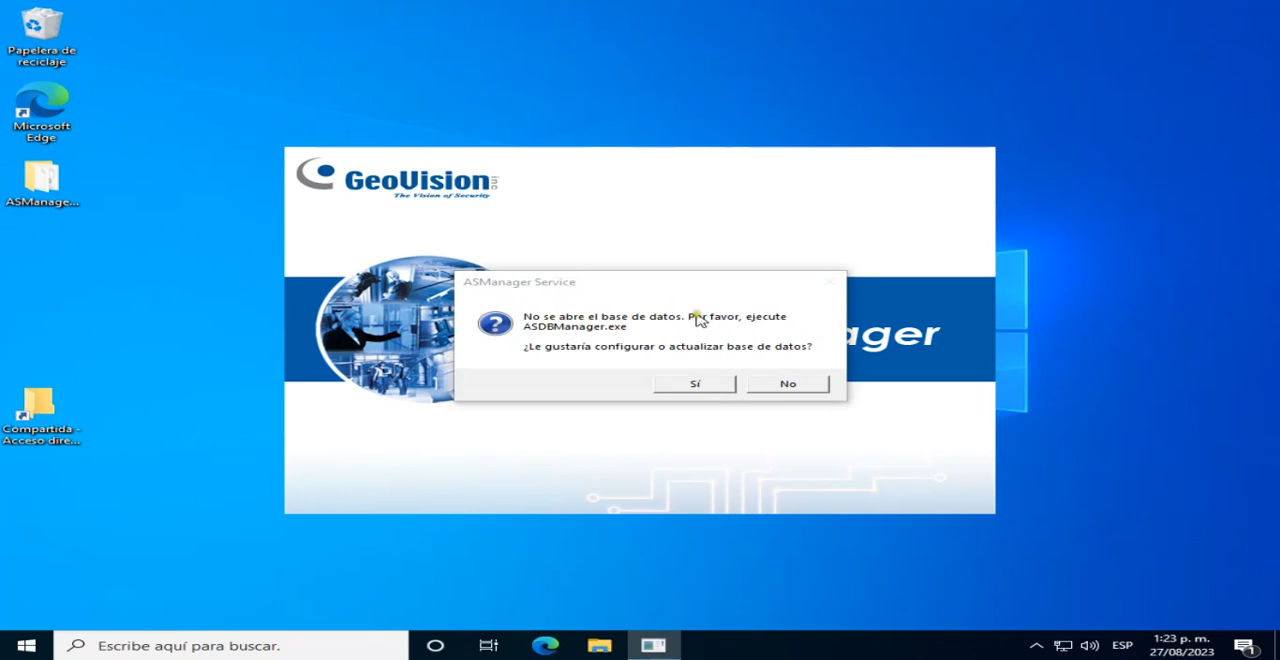 Papelera de
reciclaje
Microsoft
Edge
ASManage...
Compartida -
Acceso dire...
GeoVision inc
The Vision of Security
ager
ASManager Service
No se abre el base de datos. Por favor, ejecute
ASDBManager.exe
¿Le gustaría configurar o actualizar base de datos?
Sí
No
Escribe aquí para buscar.
ESP
1:23 p. m.
27/08/2023
1